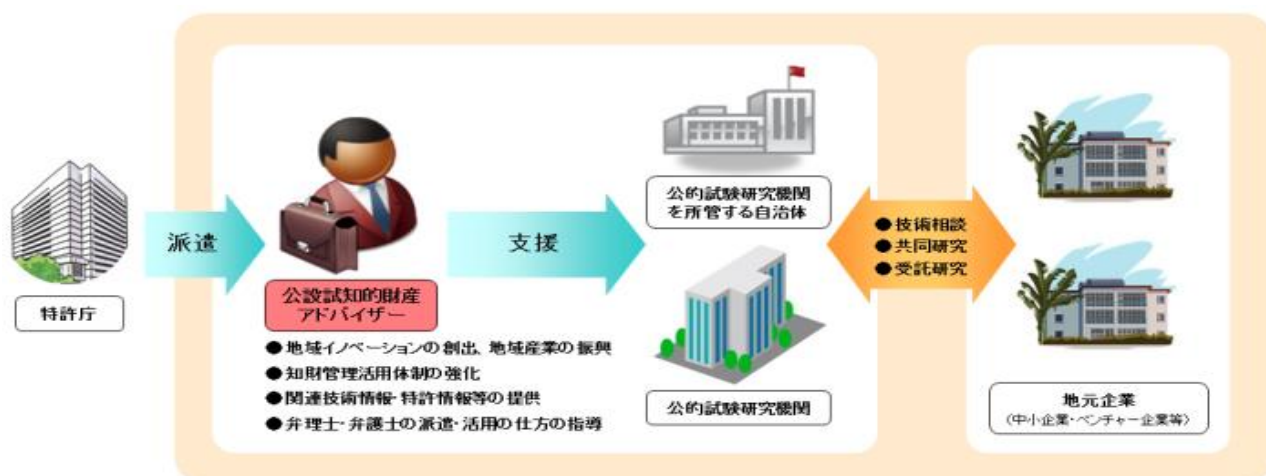 特許庁
派遣
公設試知的財産
アドバイザー
●地域イノベーションの創出、地域産業の振興
●知財管理活用体制の強化
●関連技術情報・特許情報等の提供
●弁理士・弁護士の派遣・活用の仕方の指導
支援
公的試験研究機関
を所管する自治体
公的試験研究機関
●技術相談
●共同研究
●受託研究
地元企業
(中小企業・ベンチャー企業等)